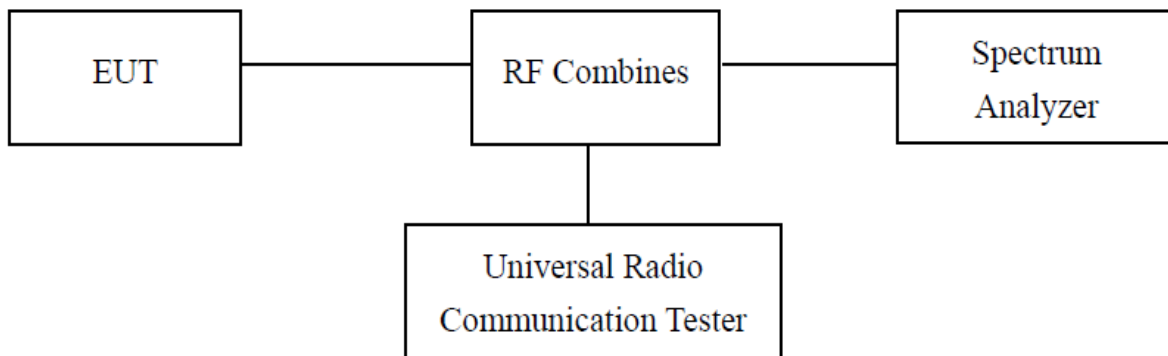 EUT
RF Combines
Spectrum
Analyzer
Universal Radio
Communication Tester